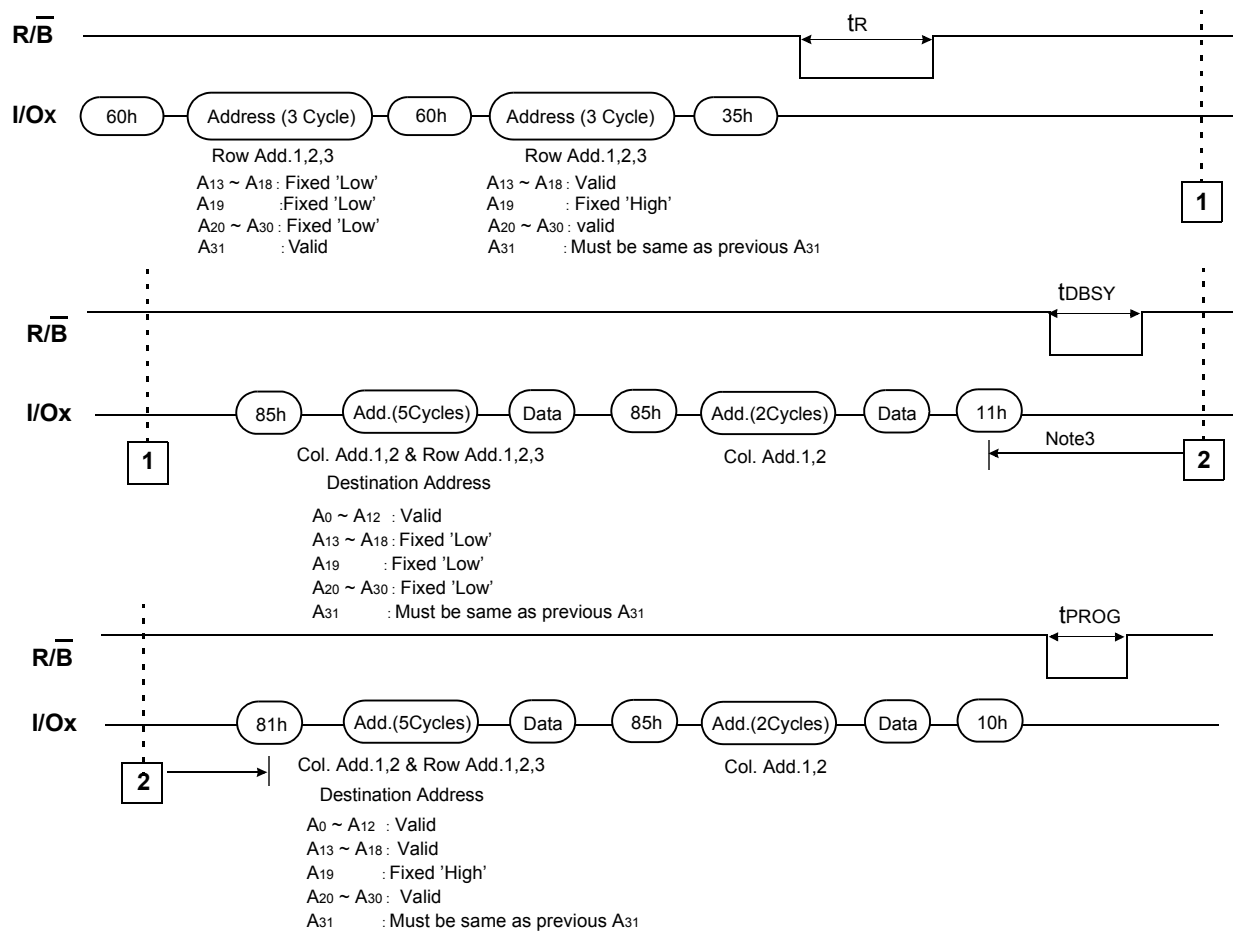 tR
R/B
I/Ox
60h
Address (3 Cycle)
60h
Address (3 Cycle)
35h
Row Add.1,2,3
A13 ~ A18 : Fixed 'Low'
A19 :Fixed 'Low'
A20 ~ A30 : Fixed 'Low'
A31 : Valid
Row Add.1,2,3
A13 ~ A18 : Valid
A19 : Fixed 'High'
A20 ~ A30 : valid
A31 : Must be same as previous A31
1
tDBSY
R/B
I/Ox
85h
Add.(5Cycles)
Data
85h
Add.(2Cycles)
Data
11h
Note3
1
2
Col. Add.1,2 & Row Add.1,2,3
Destination Address
Col. Add.1,2
A0 ~ A12 : Valid
A13 ~ A18 : Fixed 'Low'
A19 : Fixed 'Low'
A20 ~ A30 : Fixed 'Low'
A31 : Must be same as previous A31
tPROG
R/B
I/Ox
81h
Add.(5Cycles)
Data
85h
Add.(2Cycles)
Data
10h
2
Col. Add.1,2 & Row Add.1,2,3
Destination Address
Col. Add.1,2
A0 ~ A12 : Valid
A13 ~ A18 : Valid
A19 : Fixed 'High'
A20 ~ A30 : Valid
A31 : Must be same as previous A31